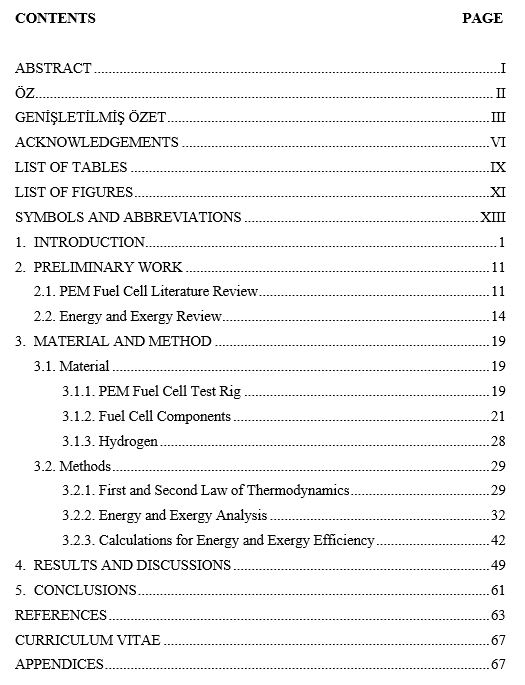 CONTENTS PAGE
ABSTRACT I
ÖZ II
GENİŞLETİLMİŞ ÖZET III
ACKNOWLEDGEMENTS VI
LIST OF TABLES IX
LIST OF FIGURES XI
SYMBOLS AND ABBREVIATIONS XIII
1. INTRODUCTION 1
2. PRELIMINARY WORK 11
2.1. PEM Fuel Cell Literature Review 11
2.2. Energy and Exergy Review 14
3. MATERIAL AND METHOD 19
3.1. Material 19
3.1.1. PEM Fuel Cell Test Rig 19
3.1.2. Fuel Cell Components 21
3.1.3. Hydrogen 28
3.2. Methods 29
3.2.1. First and Second Law of Thermodynamics 29
3.2.2. Energy and Exergy Analysis 32
3.2.3. Calculations for Energy and Exergy Efficiency 42
4. RESULTS AND DISCUSSIONS 49
5. CONCLUSIONS 61
REFERENCES 63
CURRICULUM VITAE 67
APPENDICES 67